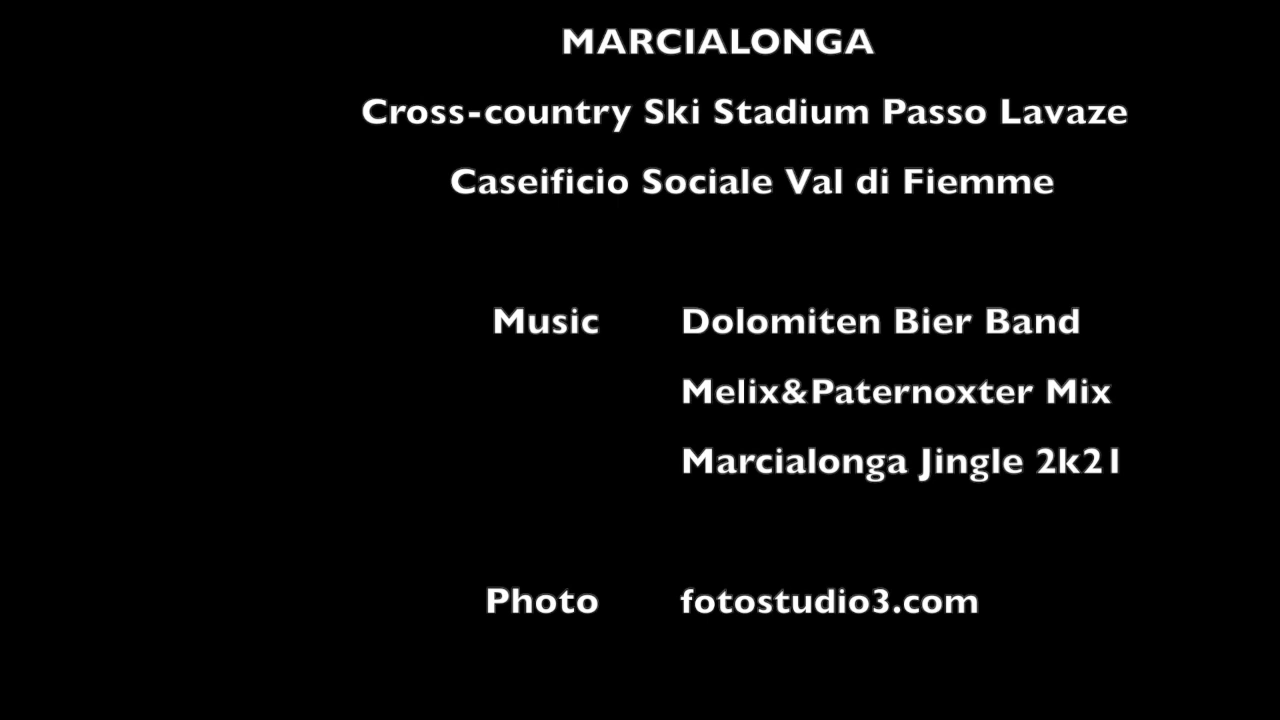 MARCIALONGA
Cross-country Ski Stadium Passo Lavaze
Caseificio Sociale Val di Fiemme
Music Dolomiten Bier Band
Melix&Paternoxter Mix
Marcialonga Jingle 2k21
Photo fotostudio3.com